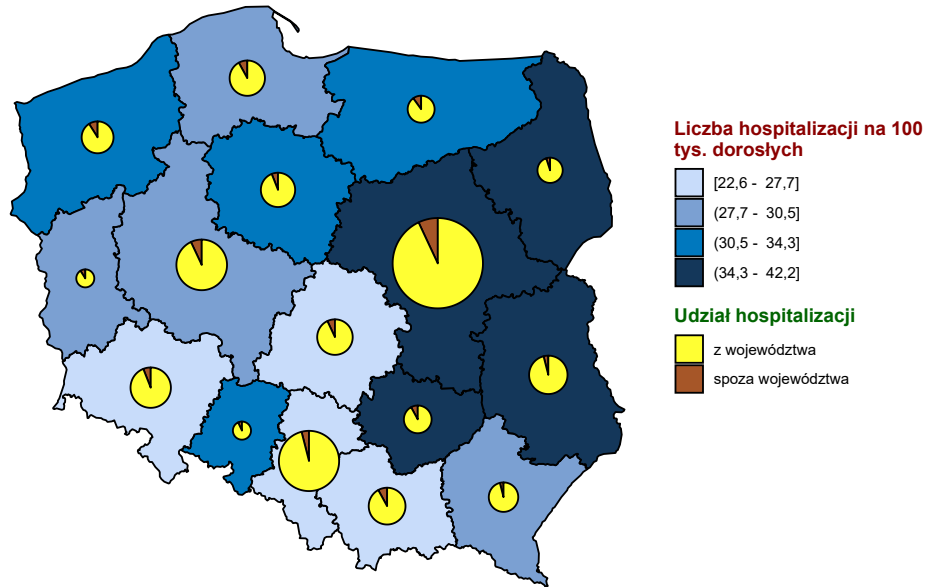 Liczba hospitalizacji na 100
tys. dorosłych
[22,6 - 27,7]
(27,7 - 30,5]
(30,5 - 34,3]
(34,3 - 42,2]
Udział hospitalizacji
z województwa
spoza województwa